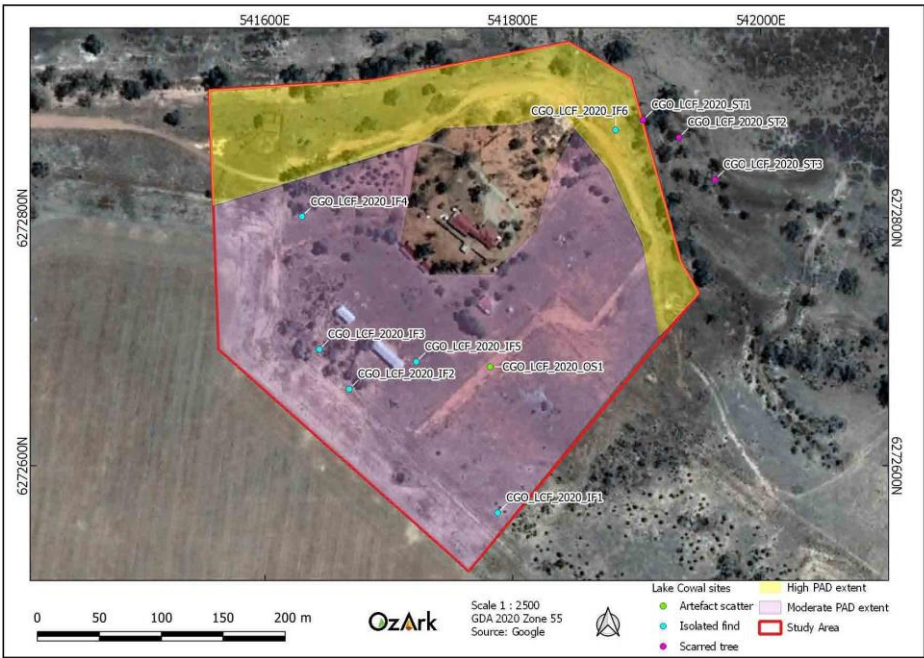 541600E 541800E 542000E
CGO_LCF_2020_ST1
CGO_LCF_2020_IF6
CGO_LCF_2020_ST2
CGO_LCF_2020_ST3
CGO_LCF_2020_IF4
6272800N 6272800N
CGO_LCF_2020_IF3
CGO_LCF_2020_IF5
CGO_LCF_2020_OS1
CGO_LCF_2020_IF2
6272600N 6272600N
CGO_LCF_2020_IF1
0 50 100 150 200 m
OzArk
Scale 1 : 2500
GDA 2020 Zone 55
Source: Google
Lake Cowal sites
Artefact scatter
Isolated find
Scarred tree
High PAD extent
Moderate PAD extent
Study Area